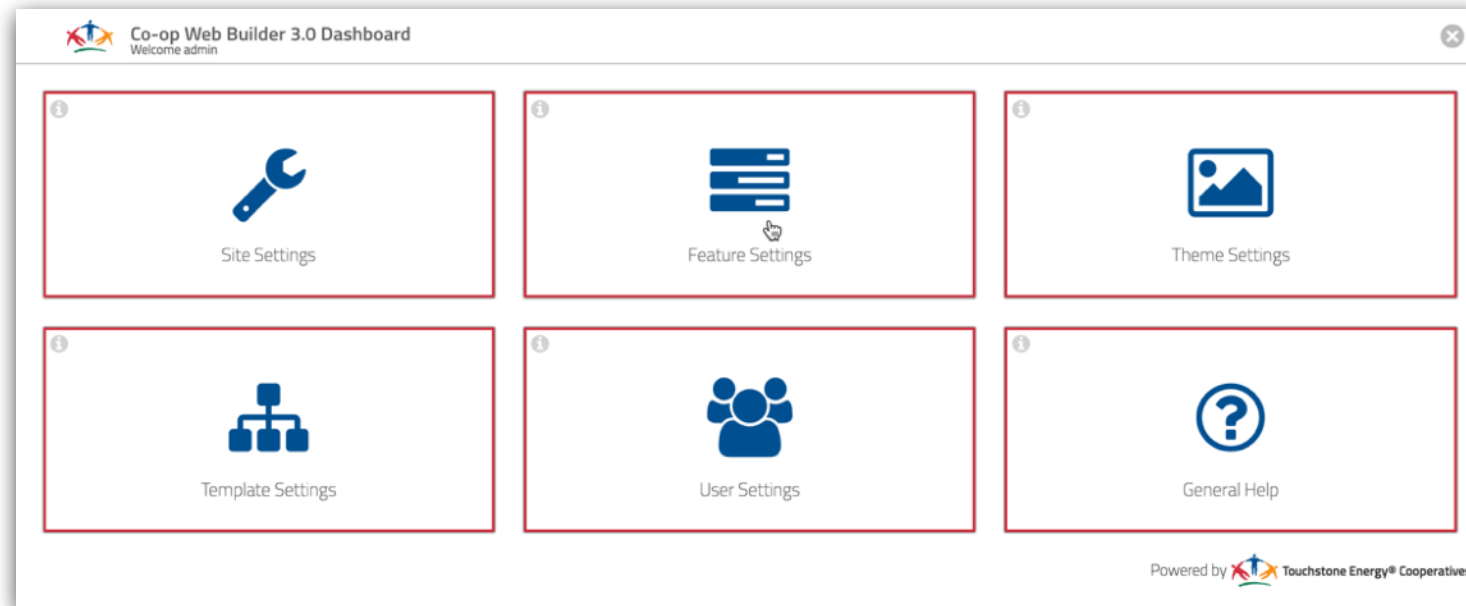 Co-op Web Builder 3.0 Dashboard
Welcome admin
Site Settings
Feature Settings
Theme Settings
Template Settings
User Settings
General Help
Powered by Touchstone Energy® Cooperatives